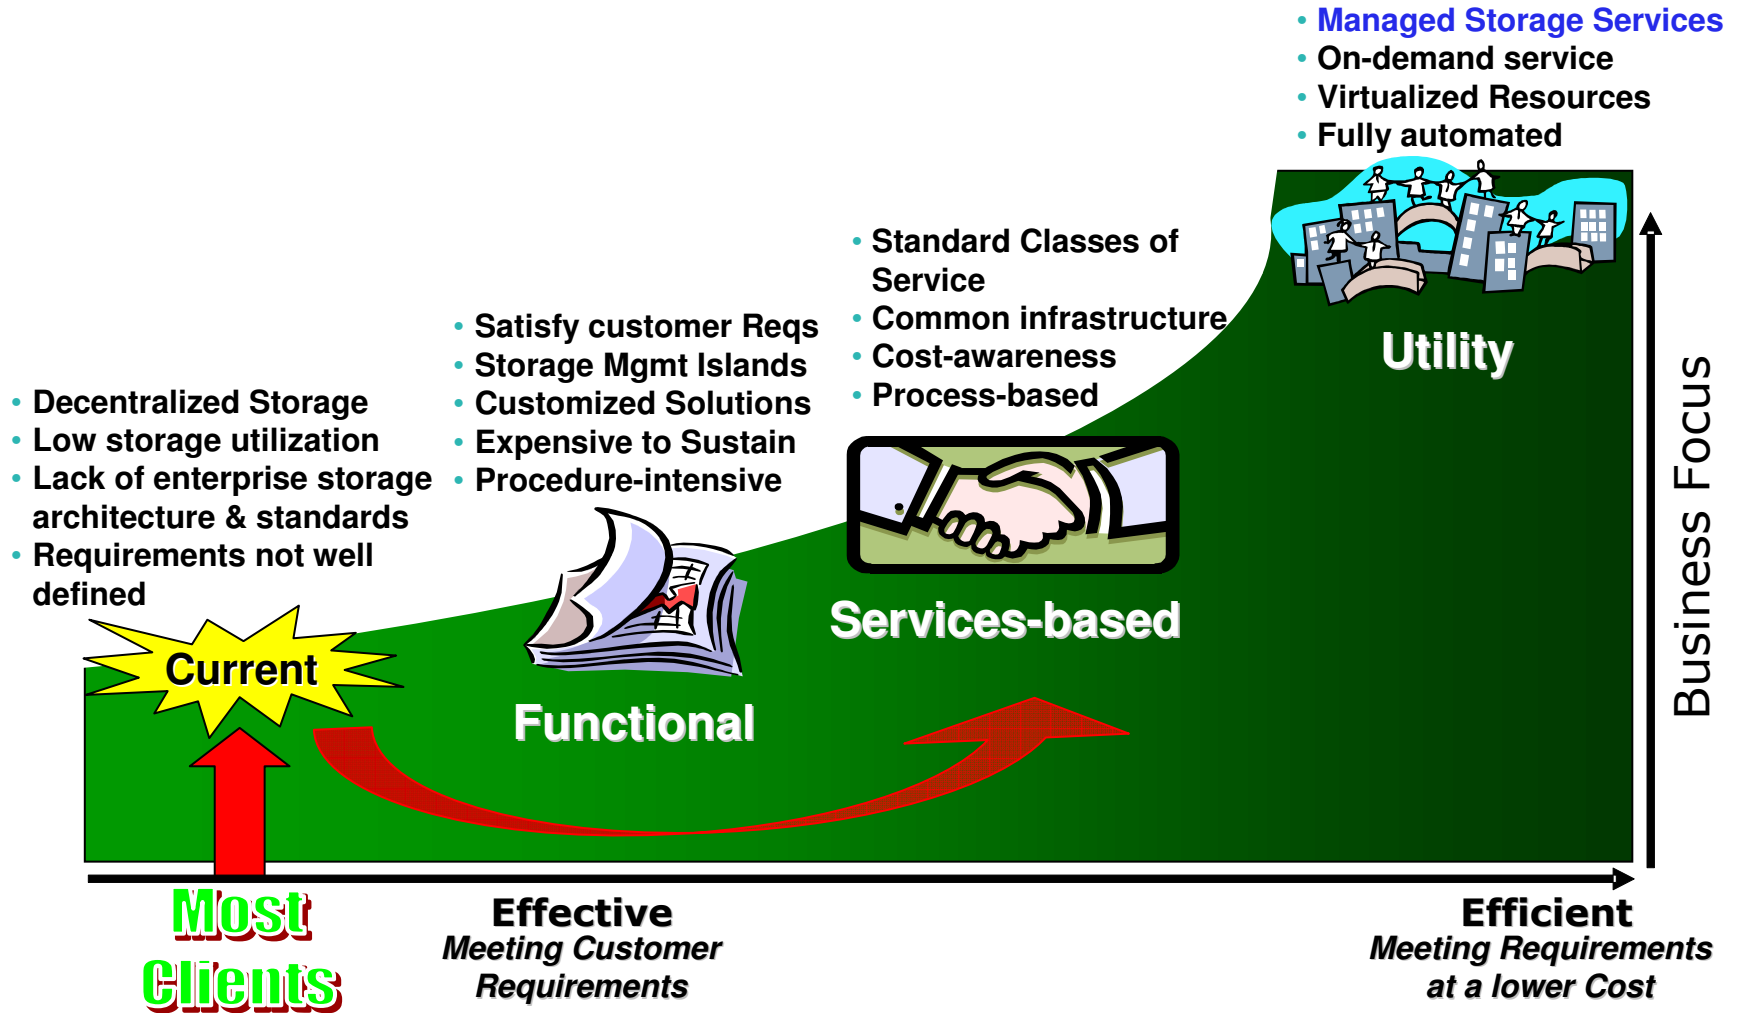 • Managed Storage Services
• On-demand service
• Virtualized Resources
• Fully automated
Utility
• Standard Classes of
Service
• Common infrastructure
• Cost-awareness
• Process-based
Services-based
• Satisfy customer Reqs
• Storage Mgmt Islands
• Customized Solutions
• Expensive to Sustain
• Procedure-intensive
Functional
• Decentralized Storage
• Low storage utilization
• Lack of enterprise storage
architecture & standards
• Requirements not well
defined
Current
Business Focus
Most
Clients
Effective
Meeting Customer
Requirements
Efficient
Meeting Requirements
at a lower Cost